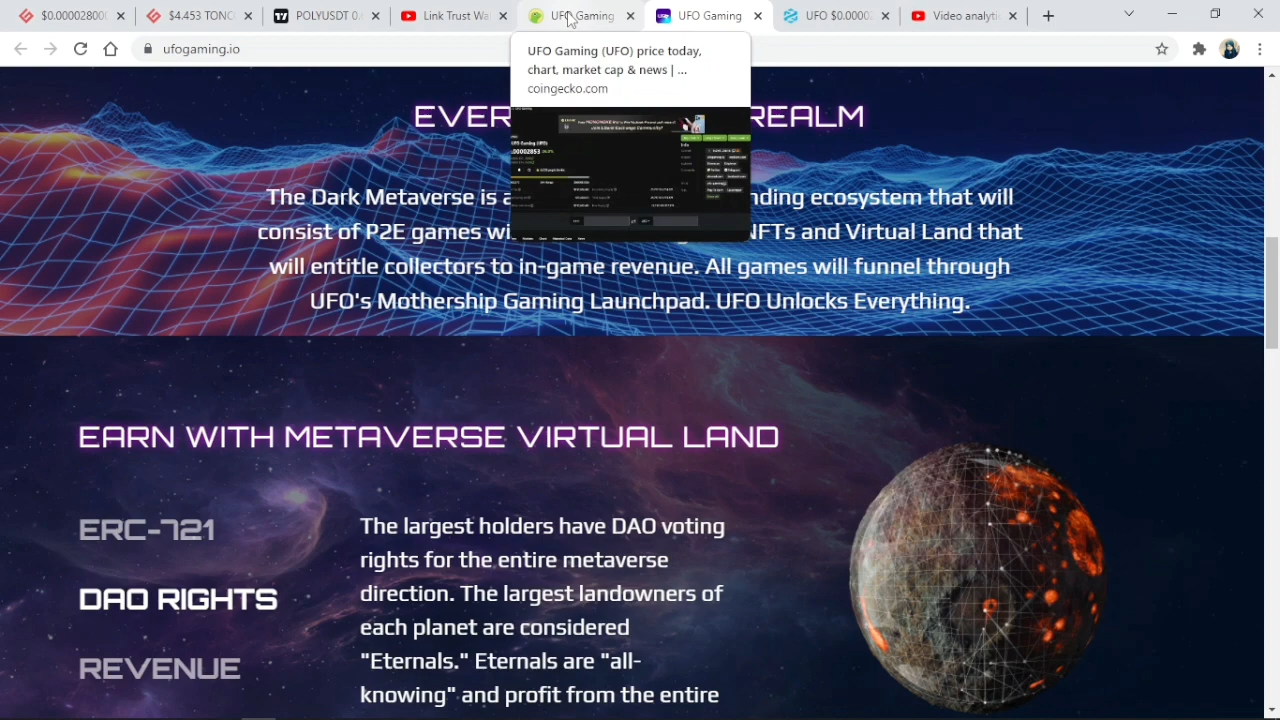 $0.000002800
$4.453 TONC
POLYUSDT 0.
Link Trust Wa
UFO Gaming
UFO Gaming
UFO $0.0000
Video analyti
ufogaming.io
UFO Gaming (UFO) price today,
chart, market cap & news | ...
coingecko.com
EVER REALM
The Dark Metaverse is a nding ecosystem that will
consist of P2E games wi NFTs and Virtual Land that
will entitle collectors to in-game revenue. All games will funnel through
UFO's Mothership Gaming Launchpad. UFO Unlocks Everything.
EARN WITH METAVERSE VIRTUAL LAND
ERC-721
DAO RIGHTS
REVENUE
The largest holders have DAO voting
rights for the entire metaverse
direction. The largest landowners of
each planet are considered
"Eternals." Eternals are "all-
knowing" and profit from the entire